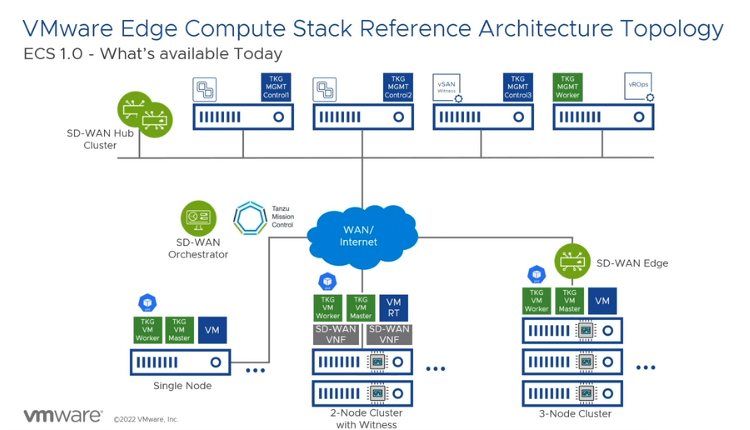 VMware Edge Compute Stack Reference Architecture Topology
ECS 1.0 - What's available Today
TKG
MGMT
Control1
TKG
MGMT
Control2
vSAN
Witness
TKG
MGMT
Control3
TKG
MGMT
Worker
vROps
SD-WAN Hub
Cluster
SD-WAN
Orchestrator
Tanzu
Mission
Control
WAN/
Internet
SD-WAN Edge
TKG
VM
Worker
TKG
VM
Master
VM
Single Node
TKG
VM
Worker
TKG
VM
Master
VM
RT
SD-WAN
VNF
SD-WAN
VNF
2-Node Cluster
with Witness
TKG
VM
Worker
TKG
VM
Master
VM
3-Node Cluster
vmware
©2022 VMware, Inc.